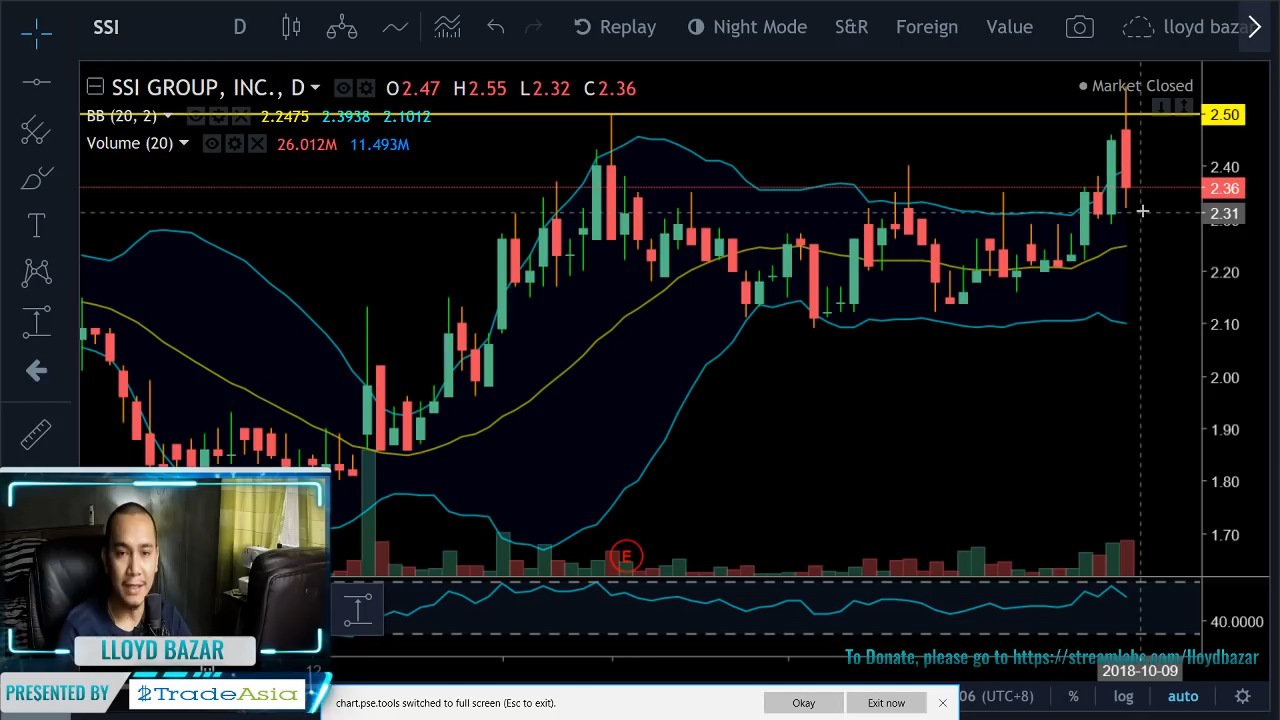 SSI
D
Replay
Night Mode
S&R
Foreign
Value
lloyd baza
SSI GROUP, INC., D
O2.47 H2.55 L2.32 C2.36
Market Closed
BB (20, 2)
2.2475 2.3938 2.1012
Volume (20)
26.012M 11.493M
2.50
2.40
2.36
2.31
2.20
2.10
2.00
1.90
1.80
1.70
E
40.0000
12
LLOYD BAZAR
To Donate, please go to https://streamlabs.com/lloydbazar
2018-10-09
PRESENTED BY
$TradeAsia
chart.pse.tools switched to full screen (Esc to exit).
Okay
Exit now
06 (UTC+8)
%
log
auto